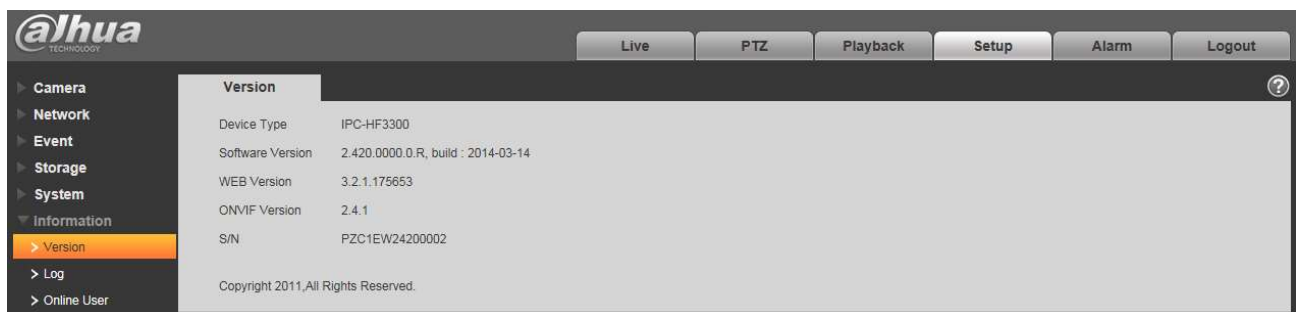 alhua
TECHNOLOGY
Live PTZ Playback Setup Alarm Logout
Camera
Network
Event
Storage
System
Information
> Version
> Log
> Online User
Version
?
Device Type IPC-HF3300
Software Version 2.420.0000.0.R, build : 2014-03-14
WEB Version 3.2.1.175653
ONVIF Version 2.4.1
S/N PZC1EW24200002
Copyright 2011,All Rights Reserved.